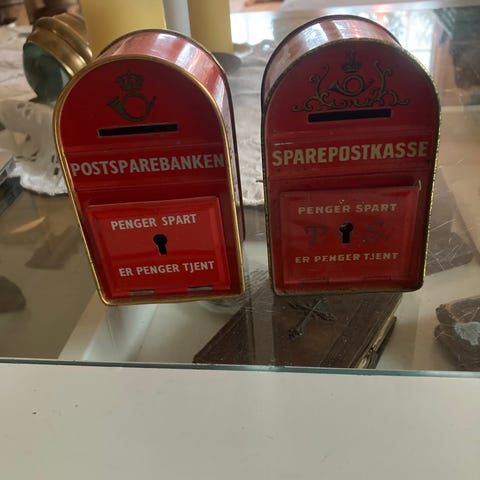 POSTSPAREBANKEN
PENGER SPART
ER PENGER TJENT
SPAREPOSTKASSE
PENGER SPART
P S
ER PENGER TJENT